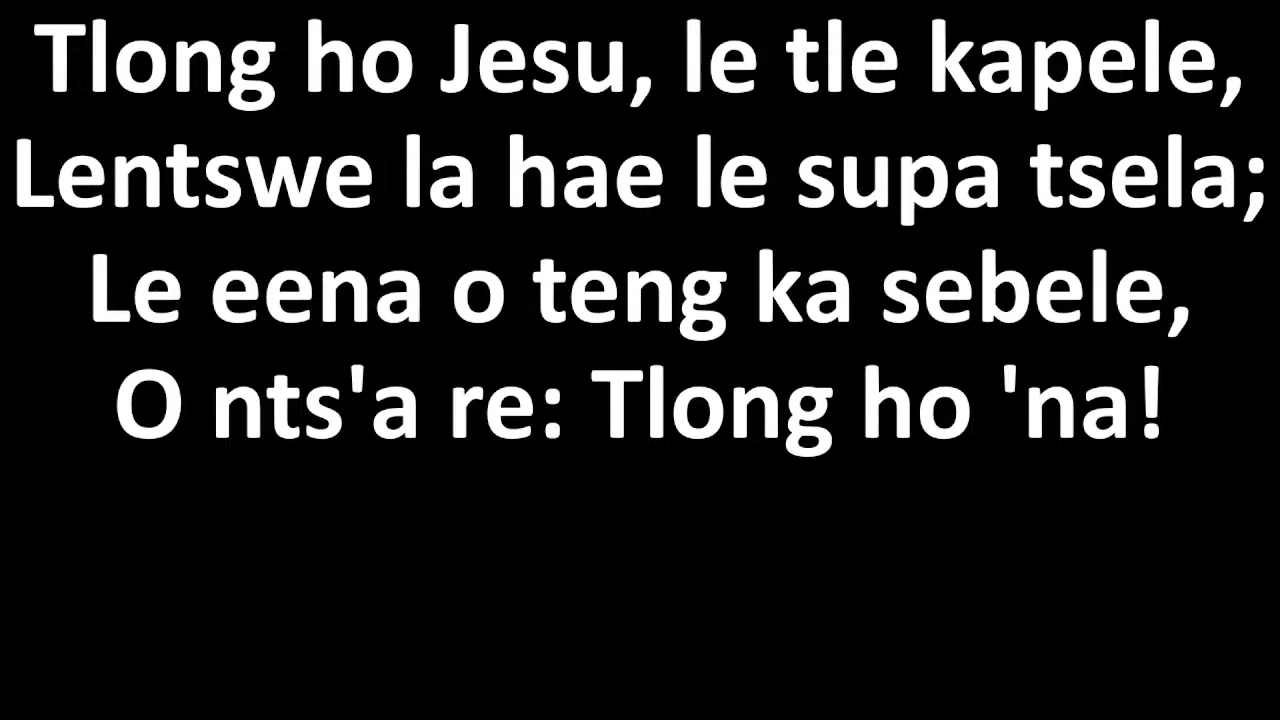 Tlong ho Jesu, le tle kapele,
Lentswe la hae le supa tsela;
Le eena o teng ka sebele,
O nts'a re: Tlong ho 'na!